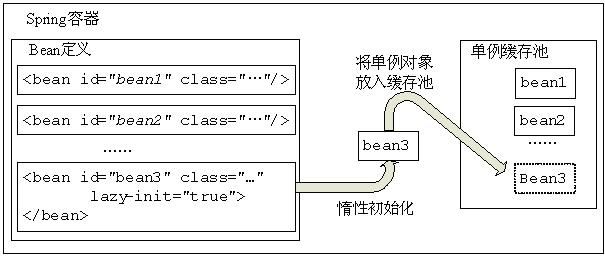 Spring容器
Bean定义
<bean id="bean1" class="…"/>
<bean id="bean2" class="…"/>
……
<bean id="bean3" class="…"
lazy-init="true">
</bean>
惰性初始化
bean3
将单例对象
放入缓存池
单例缓存池
bean1
bean2
……
Bean3